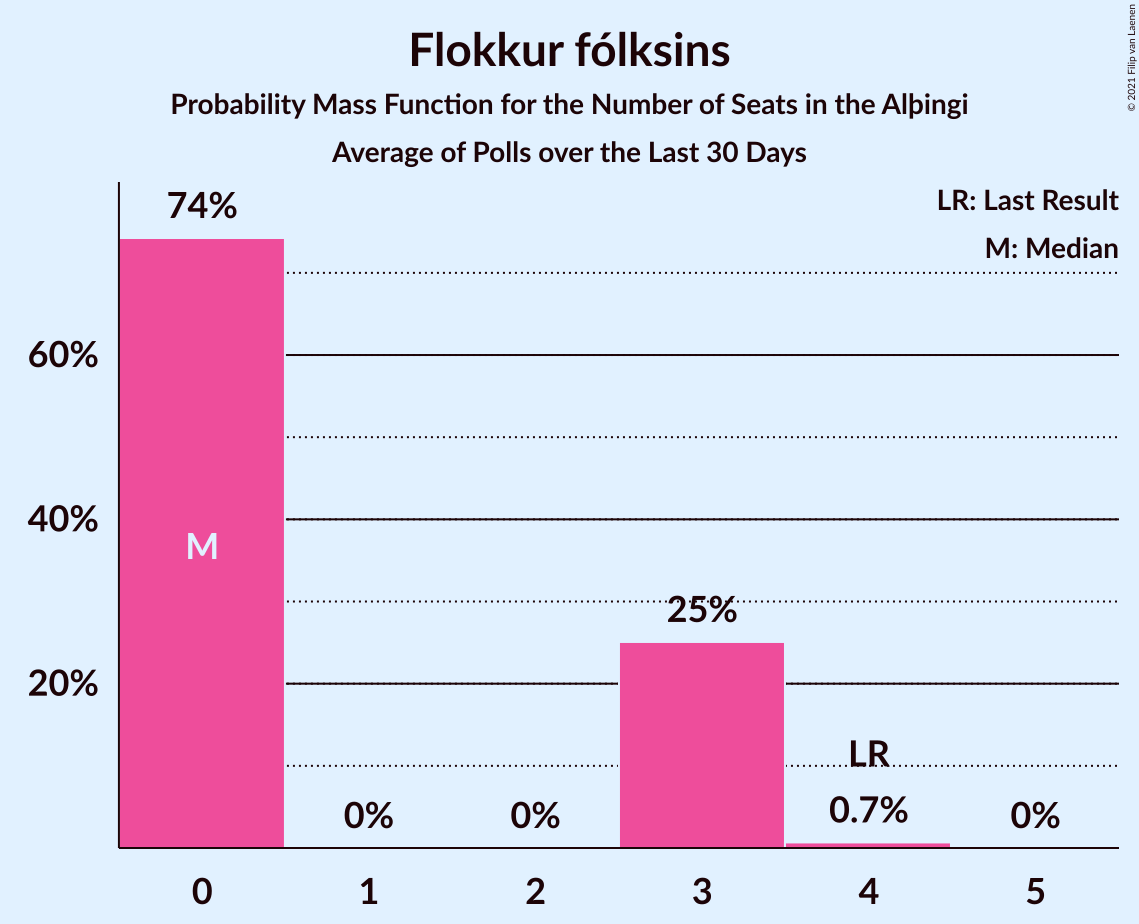 Flokkur fólksins
Probability Mass Function for the Number of Seats in the Alþingi
Average of Polls over the Last 30 Days
© 2021 Filip van Laenen
LR: Last Result
M: Median
74%
60%
40%
20%
M
25%
LR
0% 0% 0.7% 0%
0 1 2 3 4 5